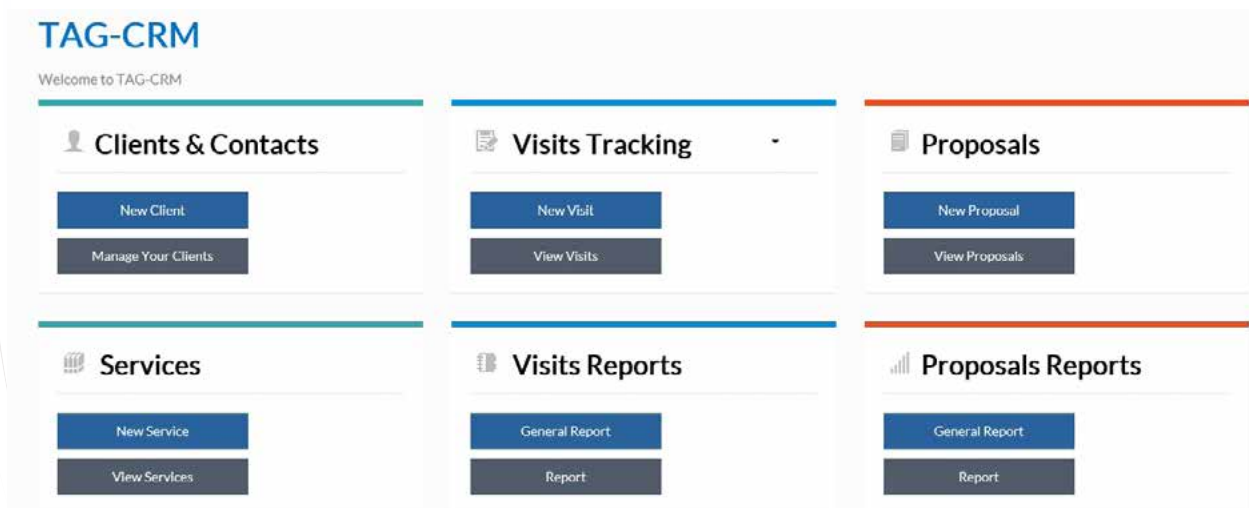 TAG-CRM
Welcome to TAG-CRM
Clients & Contacts
New Client
Manage Your Clients
Visits Tracking
New Visit
View Visits
Proposals
New Proposal
View Proposals
Services
New Service
View Services
Visits Reports
General Report
Report
Proposals Reports
General Report
Report